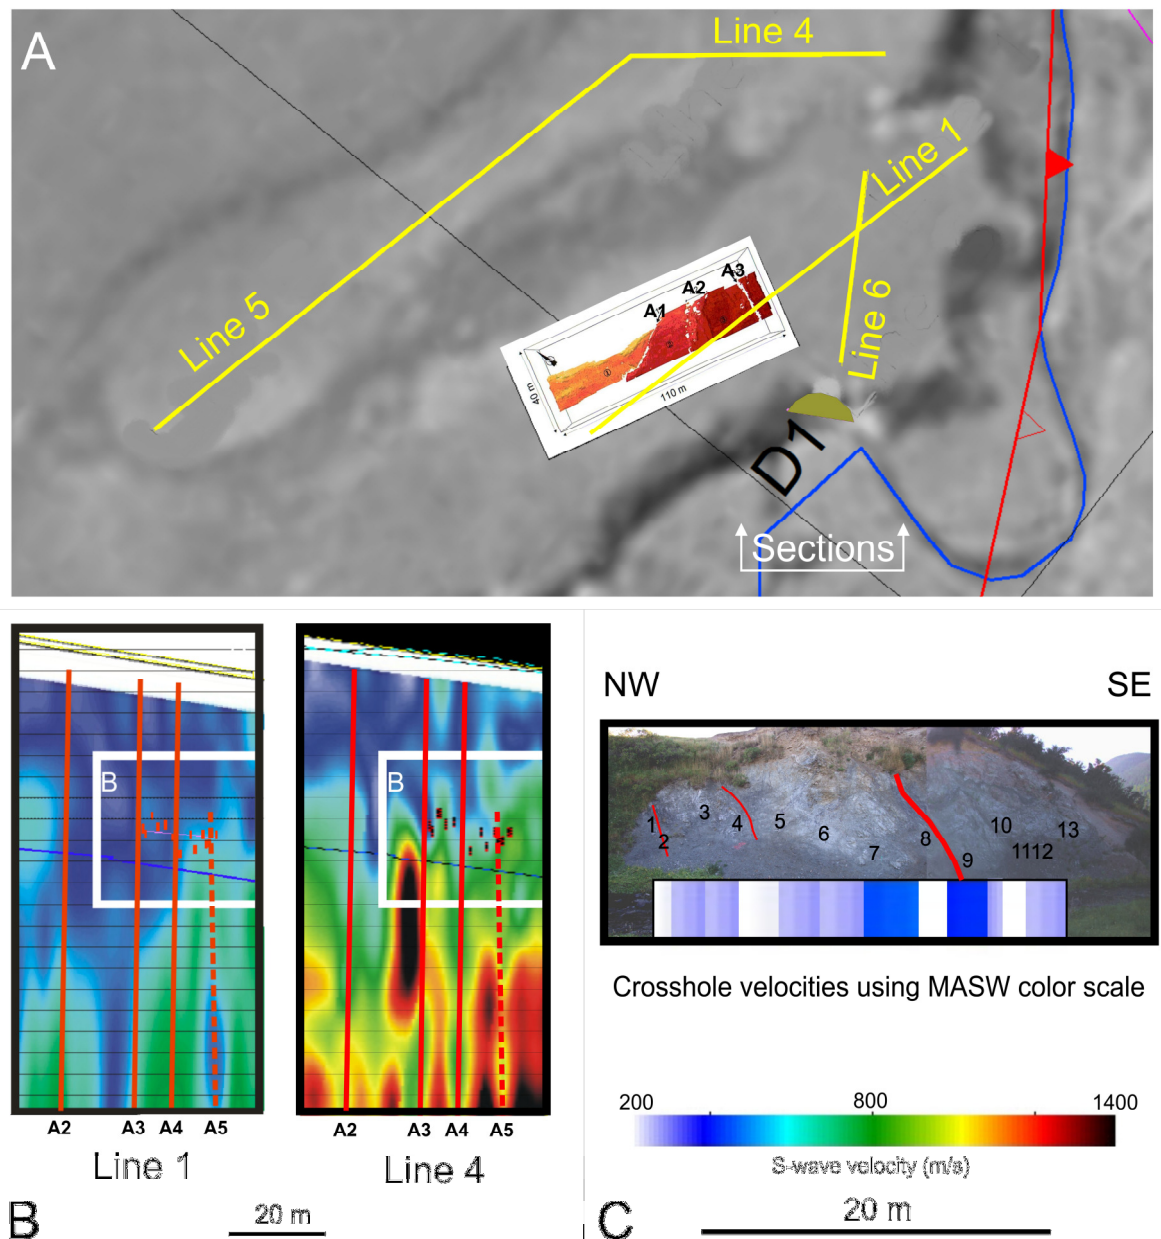 A
Line 4
Line 1
Line 5
Line 6
A1
A2
A3
①
②
40 m
110 m
D1
Sections
B
B
A2 A3 A4 A5
A2 A3 A4 A5
Line 1
Line 4
20 m
B
NW
SE
1 2 3 4 5 6 7 8 9 10 1112 13
Crosshole velocities using MASW color scale
200 800 1400
S-wave velocity (m/s)
20 m
C